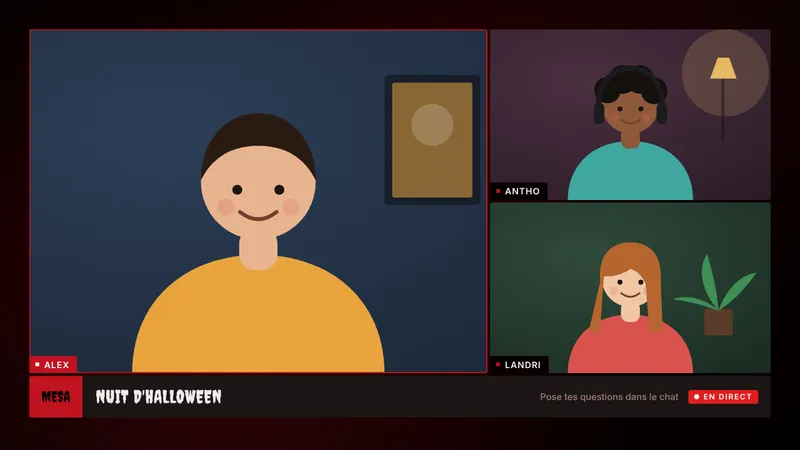 ALEX
ANTHO
LANDRI
MESA
NUIT D'HALLOWEEN
Pose tes questions dans le chat
EN DIRECT